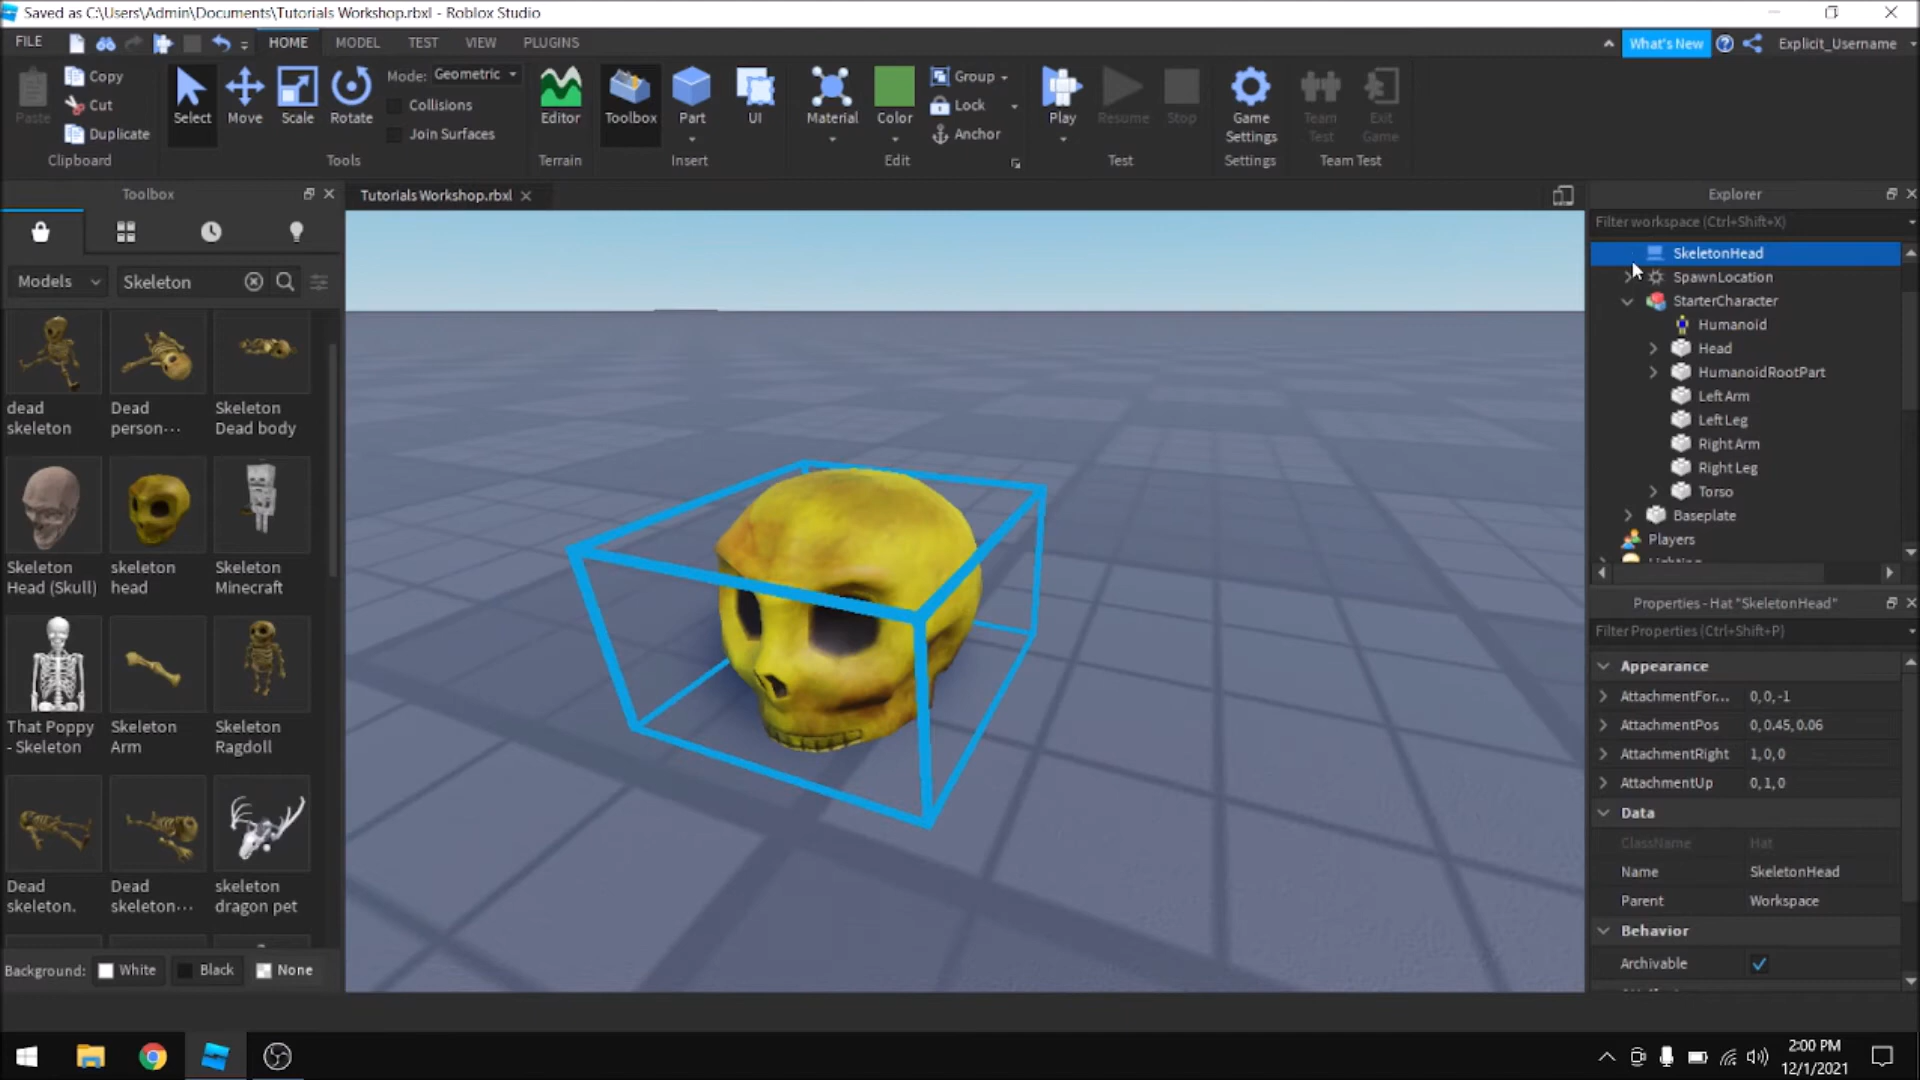 Saved as C:\Users\Admin\Documents\Tutorials Workshop.rbxl - Roblox Studio
FILE
HOME
MODEL
TEST
VIEW
PLUGINS
What's New
Explicit_Username
Paste
Copy
Cut
Duplicate
Clipboard
Select
Move
Scale
Rotate
Mode: Geometric
Collisions
Join Surfaces
Tools
Editor
Terrain
Toolbox
Part
UI
Insert
Material
Color
Group
Lock
Anchor
Edit
Play
Resume
Stop
Test
Game
Settings
Settings
Team
Test
Exit
Game
Team Test
Toolbox
Models
Skeleton
dead
skeleton
Dead
person···
Skeleton
Dead body
Skeleton
Head (Skull)
skeleton
head
Skeleton
Minecraft
That Poppy
- Skeleton
Skeleton
Arm
Skeleton
Ragdoll
Dead
skeleton.
Dead
skeleton···
skeleton
dragon pet
Background:
White
Black
None
Tutorials Workshop.rbxl
Explorer
Filter workspace (Ctrl+Shift+X)
SkeletonHead
SpawnLocation
StarterCharacter
Humanoid
Head
HumanoidRootPart
Left Arm
Left Leg
Right Arm
Right Leg
Torso
Baseplate
Players
Lighting
Properties - Hat "SkeletonHead"
Filter Properties (Ctrl+Shift+P)
Appearance
AttachmentFor... 0,0,-1
AttachmentPos 0,0.45,0.06
AttachmentRight 1,0,0
AttachmentUp 0,1,0
Data
ClassName Hat
Name SkeletonHead
Parent Workspace
Behavior
Archivable
2:00 PM
12/1/2021